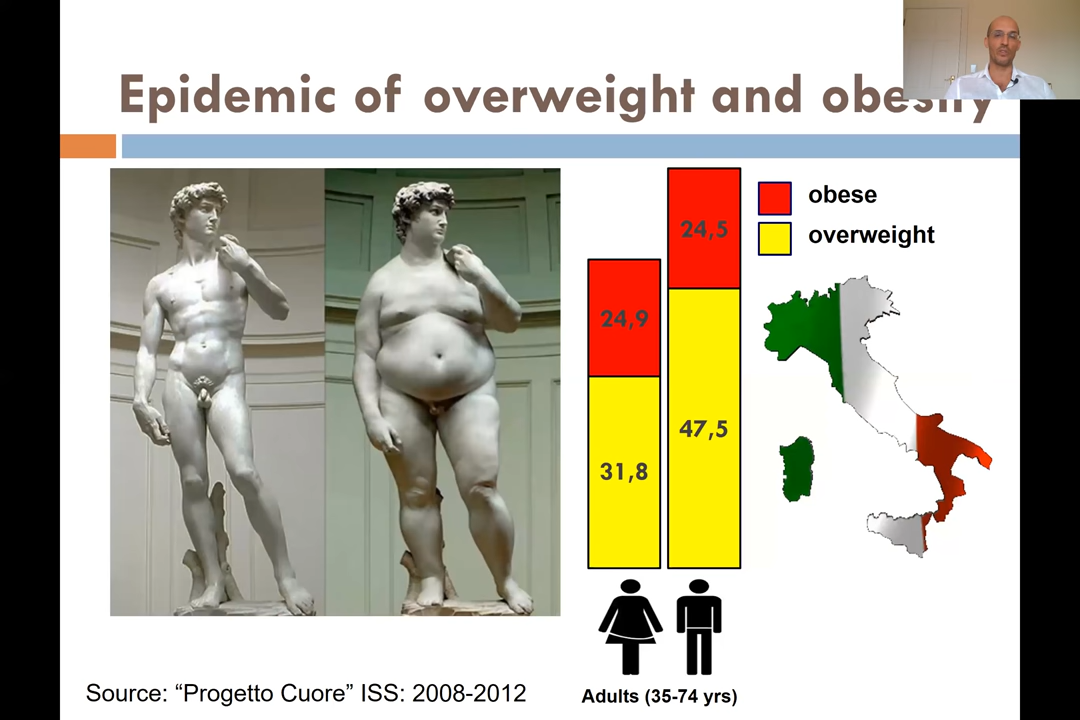 Epidemic of overweight and obesity
obese
overweight
24,5
24,9
47,5
31,8
Source: “Progetto Cuore” ISS: 2008-2012
Adults (35-74 yrs)